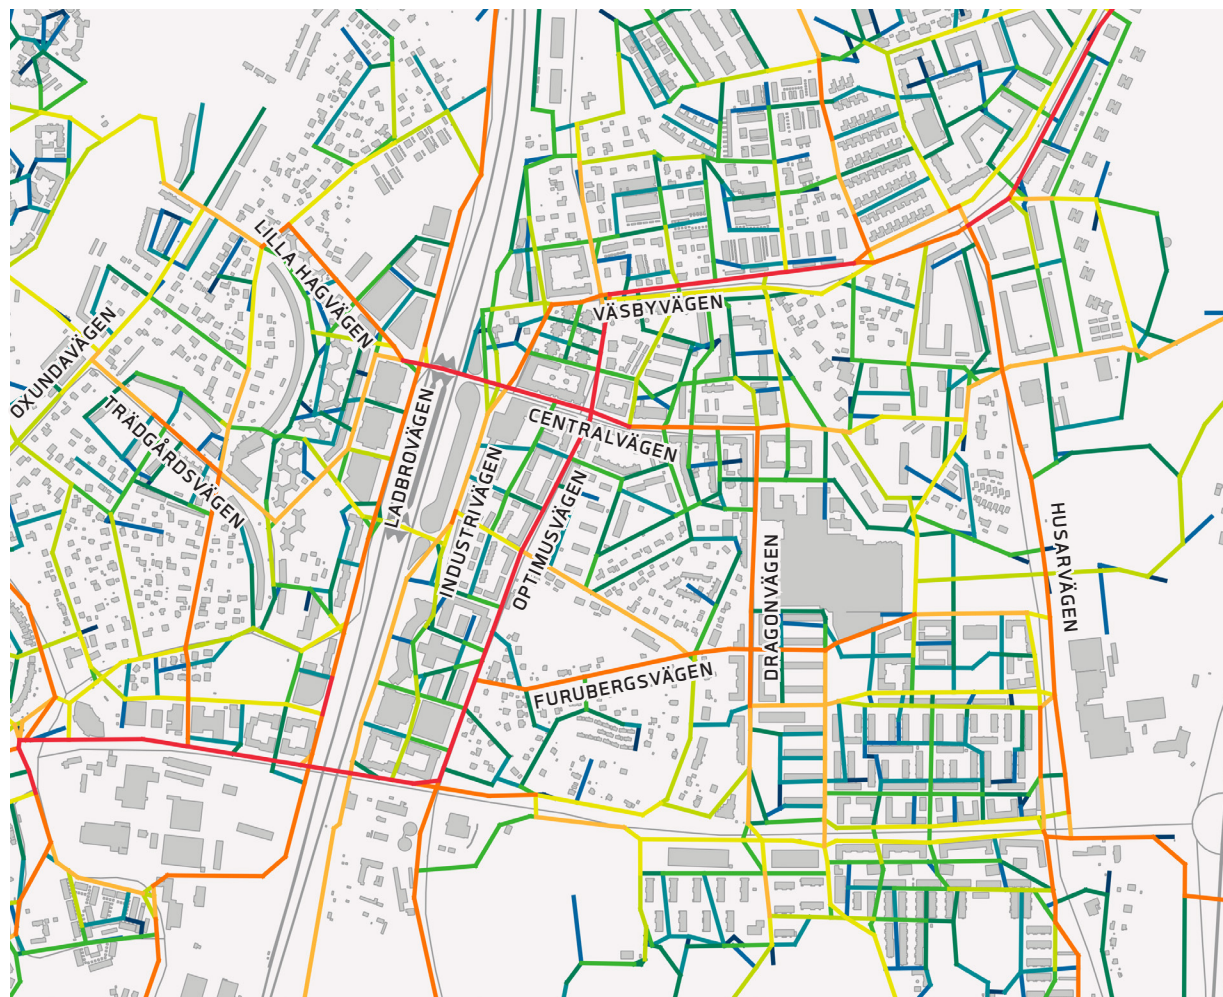 LILLA HAGVÄGEN
VÄSBYVÄGEN
OXUNDAVÄGEN
TRÄDGÅRDSVÄGEN
LADBROVÄGEN
CENTRALVÄGEN
INDUSTRIVÄGEN
OPTIMUSVÄGEN
DRAGONVÄGEN
HUSARVÄGEN
FURUBERGSVÄGEN